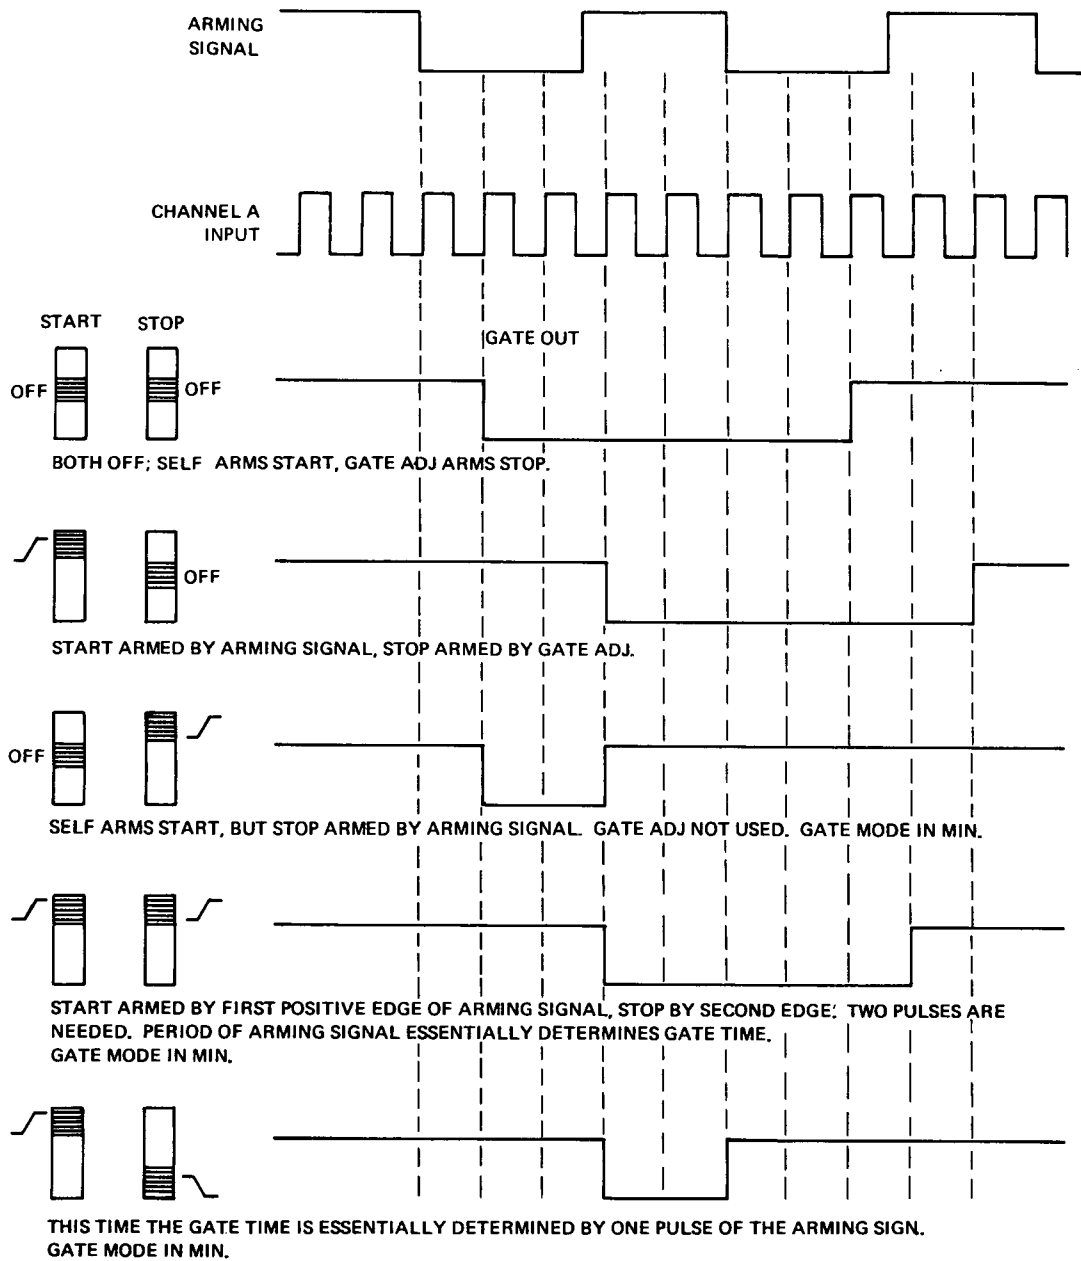 ARMING
SIGNAL
CHANNEL A
INPUT
START STOP
GATE OUT
OFF OFF
BOTH OFF; SELF ARMS START, GATE ADJ ARMS STOP.
OFF
START ARMED BY ARMING SIGNAL, STOP ARMED BY GATE ADJ.
OFF
SELF ARMS START, BUT STOP ARMED BY ARMING SIGNAL. GATE ADJ NOT USED. GATE MODE IN MIN.
START ARMED BY FIRST POSITIVE EDGE OF ARMING SIGNAL, STOP BY SECOND EDGE: TWO PULSES ARE
NEEDED. PERIOD OF ARMING SIGNAL ESSENTIALLY DETERMINES GATE TIME.
GATE MODE IN MIN.
THIS TIME THE GATE TIME IS ESSENTIALLY DETERMINED BY ONE PULSE OF THE ARMING SIGN.
GATE MODE IN MIN.